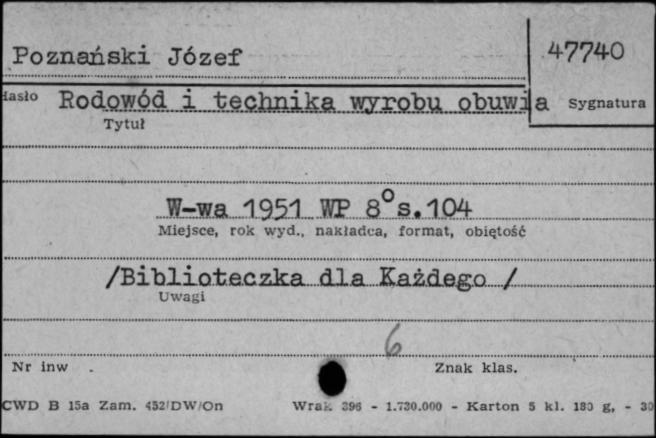 Poznański Józef
47740
Hasło Rodowód i technika wyrobu obuwia Sygnatura
Tytuł
W-wa 1951 WP 8° s.104
Miejsce, rok wyd., nakładca, format, objętość
/Biblioteczka dla Każdego /
Uwagi
6
Nr inw .
Znak klas.
CWD B 15a Zam. 452/DW/On Wrak 396 - 1.730.000 - Karton 5 kl. 180 g, - 30